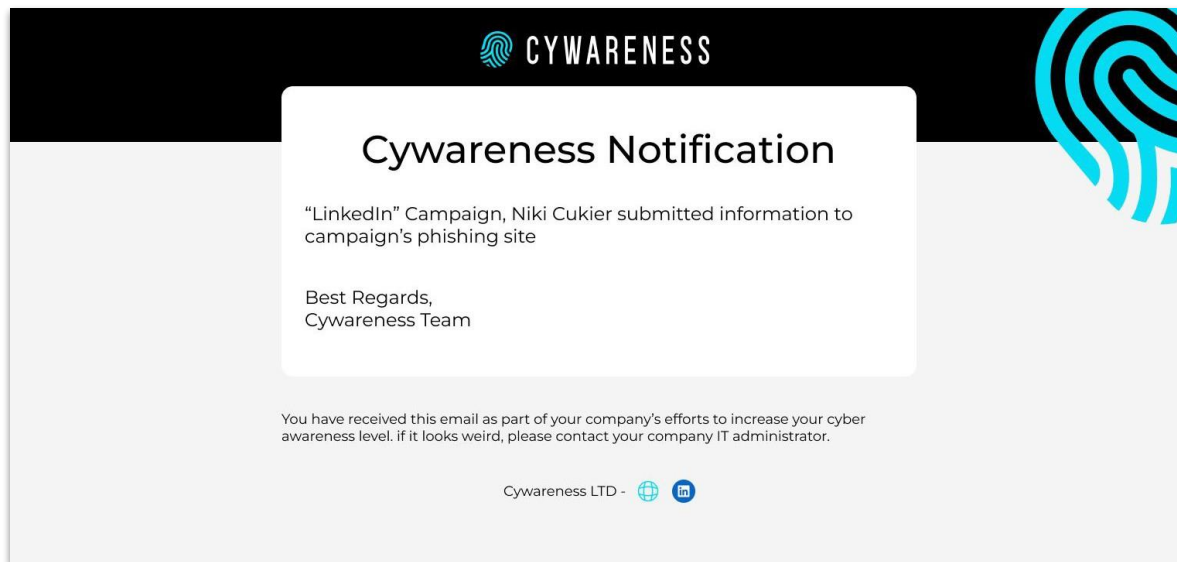 CYWARENESS
Cywareness Notification
“LinkedIn” Campaign, Niki Cukier submitted information to
campaign’s phishing site
Best Regards,
Cywareness Team
You have received this email as part of your company’s efforts to increase your cyber
awareness level. if it looks weird, please contact your company IT administrator.
Cywareness LTD - in